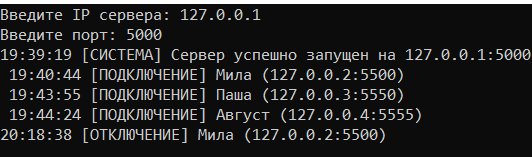 Введите IP сервера: 127.0.0.1
Введите порт: 5000
19:39:19 [СИСТЕМА] Сервер успешно запущен на 127.0.0.1:5000
19:40:44 [ПОДКЛЮЧЕНИЕ] Мила (127.0.0.2:5500)
19:43:55 [ПОДКЛЮЧЕНИЕ] Паша (127.0.0.3:5550)
19:44:24 [ПОДКЛЮЧЕНИЕ] Август (127.0.0.4:5555)
20:18:38 [ОТКЛЮЧЕНИЕ] Мила (127.0.0.2:5500)